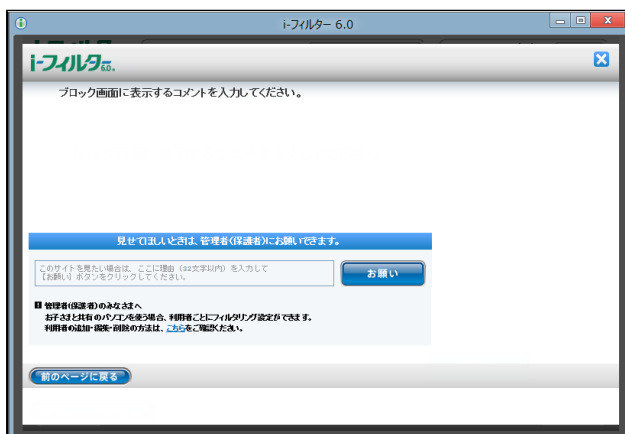 i-フィルター 6.0
i-フィルター6.0.
ブロック画面に表示するコメントを入力してください。
見せてほしいときは、管理者(保護者)にお願いできます。
このサイトを見たい場合は、ここに理由（22文字以内）を入力して
【お願い】ボタンをクリックしてください。
お願い
管理者(保護者)のみなさまへ
お子さまと共有のパソコンを使う場合、利用者ごとにフィルタリング設定ができます。
利用者の追加・編集・削除の方法は、こちらをご確認ください。
前のページに戻る